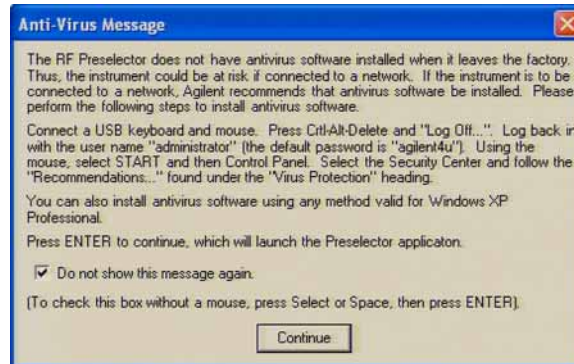 Anti-Virus Message
The RF Preselector does not have antivirus software installed when it leaves the factory.
Thus, the instrument could be at risk if connected to a network. If the instrument is to be
connected to a network, Agilent recommends that antivirus software be installed. Please
perform the following steps to install antivirus software.
Connect a USB keyboard and mouse. Press Crtl-Alt-Delete and "Log Off...". Log back in
with the user name "administrator" (the default password is "agilent4u"). Using the
mouse, select START and then Control Panel. Select the Security Center and follow the
"Recommendations..." found under the "Virus Protection" heading.
You can also install antivirus software using any method valid for Windows XP
Professional.
Press ENTER to continue, which will launch the Preselector applicaton.
Do not show this message again.
(To check this box without a mouse, press Select or Space, then press ENTER).
Continue